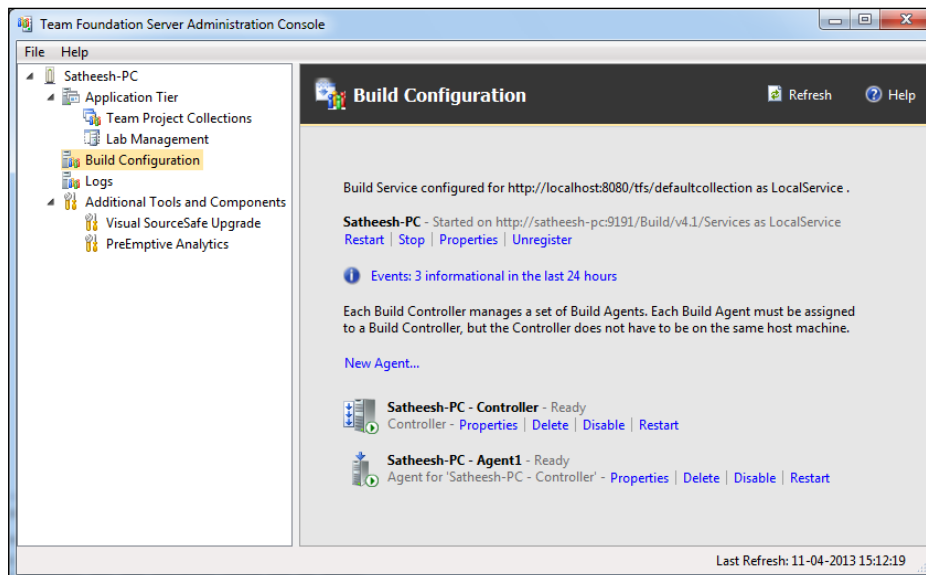 Team Foundation Server Administration Console
File Help
Satheesh-PC
Application Tier
Team Project Collections
Lab Management
Build Configuration
Logs
Additional Tools and Components
Visual SourceSafe Upgrade
PreEmptive Analytics
Build Configuration
Refresh Help
Build Service configured for http://localhost:8080/tfs/defaultcollection as LocalService .
Satheesh-PC - Started on http://satheesh-pc:9191/Build/v4.1/Services as LocalService
Restart | Stop | Properties | Unregister
Events: 3 informational in the last 24 hours
Each Build Controller manages a set of Build Agents. Each Build Agent must be assigned
to a Build Controller, but the Controller does not have to be on the same host machine.
New Agent...
Satheesh-PC - Controller - Ready
Controller - Properties | Delete | Disable | Restart
Satheesh-PC - Agent1 - Ready
Agent for 'Satheesh-PC - Controller' - Properties | Delete | Disable | Restart
Last Refresh: 11-04-2013 15:12:19